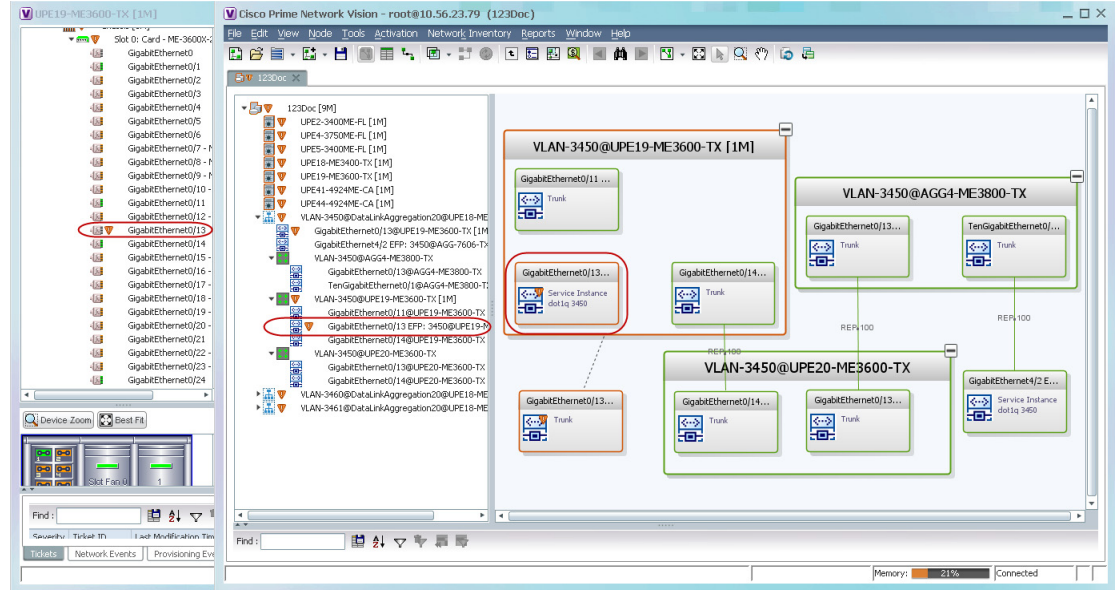 UPE19-ME3600-TX [1M]
Slot 0: Card - ME-3600X-2
GigabitEthernet0
GigabitEthernet0/1
GigabitEthernet0/2
GigabitEthernet0/3
GigabitEthernet0/4
GigabitEthernet0/5
GigabitEthernet0/6
GigabitEthernet0/7 - N
GigabitEthernet0/8 - N
GigabitEthernet0/9 - N
GigabitEthernet0/10 -
GigabitEthernet0/11
GigabitEthernet0/12 -
GigabitEthernet0/13
GigabitEthernet0/14
GigabitEthernet0/15 -
GigabitEthernet0/16 -
GigabitEthernet0/17 -
GigabitEthernet0/18 -
GigabitEthernet0/19 -
GigabitEthernet0/20 -
GigabitEthernet0/21
GigabitEthernet0/22 -
GigabitEthernet0/23 -
GigabitEthernet0/24
Device Zoom Best Fit
Slot Fan 0 1
Find :
Severity Ticket ID Last Modification Tim
Tickets Network Events Provisioning Eve
Cisco Prime Network Vision - root@10.56.23.79 (123Doc)
File Edit View Node Tools Activation Network Inventory Reports Window Help
123Doc
123Doc [9M]
UPE2-3400ME-FL [1M]
UPE4-3750ME-FL [1M]
UPE5-3400ME-FL [1M]
UPE18-ME3400-TX [1M]
UPE19-ME3600-TX [1M]
UPE41-4924ME-CA [1M]
UPE44-4924ME-CA [1M]
VLAN-3450@DataLinkAggregation20@UPE18-ME
GigabitEthernet0/13@UPE19-ME3600-TX [1M
GigabitEthernet4/2 EFP: 3450@AGG-7606-TX
VLAN-3450@AGG4-ME3800-TX
GigabitEthernet0/13@AGG4-ME3800-TX
TenGigabitEthernet0/1@AGG4-ME3800-T
VLAN-3450@UPE19-ME3600-TX [1M]
GigabitEthernet0/11@UPE19-ME3600-TX
GigabitEthernet0/13 EFP: 3450@UPE19-M
GigabitEthernet0/14@UPE19-ME3600-TX
VLAN-3450@UPE20-ME3600-TX
GigabitEthernet0/13@UPE20-ME3600-TX
GigabitEthernet0/14@UPE20-ME3600-TX
VLAN-3460@DataLinkAggregation20@UPE18-ME
VLAN-3461@DataLinkAggregation20@UPE18-ME
VLAN-3450@UPE19-ME3600-TX [1M]
GigabitEthernet0/11 ...
Trunk
GigabitEthernet0/13...
Service Instance
dot1q 3450
GigabitEthernet0/14...
Trunk
VLAN-3450@AGG4-ME3800-TX
GigabitEthernet0/13...
Trunk
TenGigabitEthernet0/...
Trunk
REP 100
REP 100
REP 100
VLAN-3450@UPE20-ME3600-TX
GigabitEthernet0/14...
Trunk
GigabitEthernet0/13...
Trunk
GigabitEthernet0/13...
Trunk
GigabitEthernet4/2 E...
Service Instance
dot1q 3450
Find :
Memory: 21% Connected